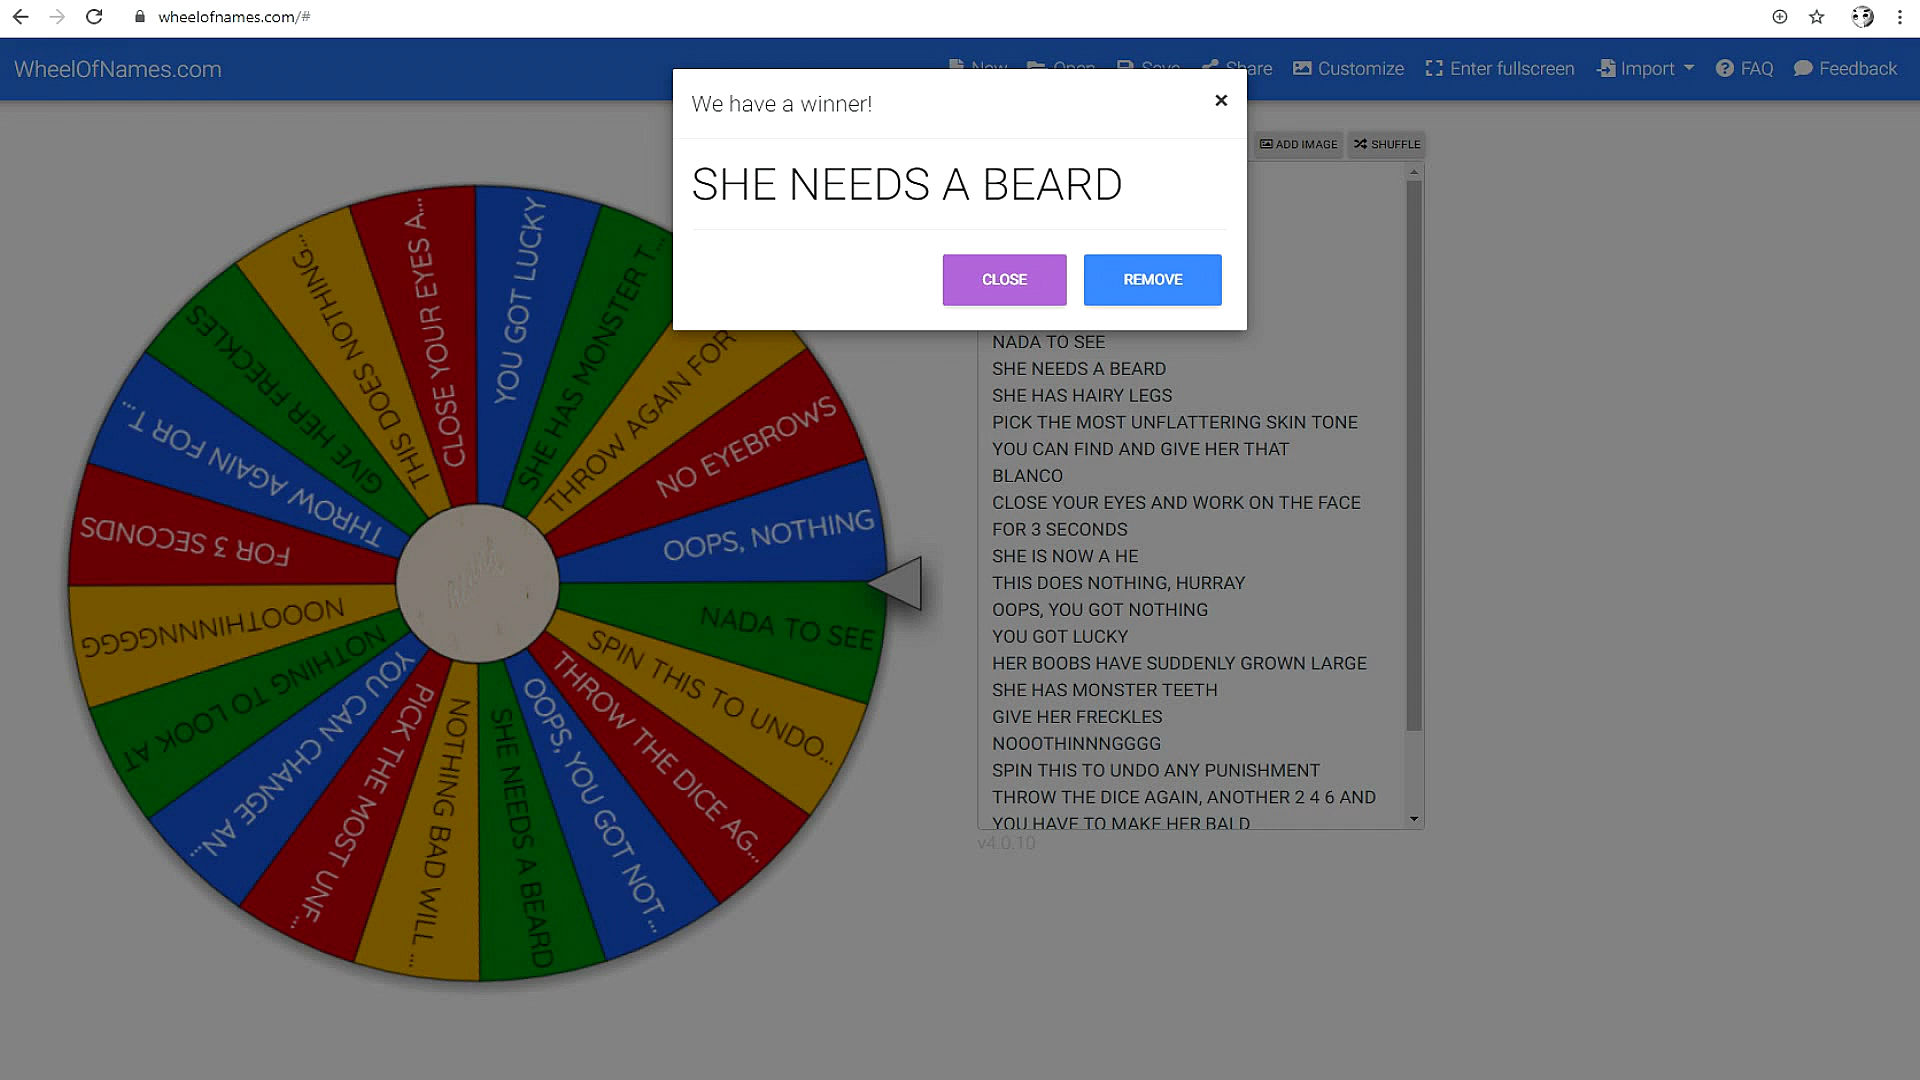 wheelofnames.com/#
WheelOfNames.com
New Open Save Share Customize Enter fullscreen Import FAQ Feedback
We have a winner!
SHE NEEDS A BEARD
CLOSE REMOVE
ADD IMAGE SHUFFLE
NADA TO SEE
SHE NEEDS A BEARD
SHE HAS HAIRY LEGS
PICK THE MOST UNFLATTERING SKIN TONE
YOU CAN FIND AND GIVE HER THAT
BLANCO
CLOSE YOUR EYES AND WORK ON THE FACE
FOR 3 SECONDS
SHE IS NOW A HE
THIS DOES NOTHING, HURRAY
OOPS, YOU GOT NOTHING
YOU GOT LUCKY
HER BOOBS HAVE SUDDENLY GROWN LARGE
SHE HAS MONSTER TEETH
GIVE HER FRECKLES
NOOOTHINNNGGGG
SPIN THIS TO UNDO ANY PUNISHMENT
THROW THE DICE AGAIN, ANOTHER 2 4 6 AND
YOU HAVE TO MAKE HER BALD
v4.0.10
YOU GOT LUCKY
SHE HAS MONSTER T...
THROW AGAIN FOR
NO EYEBROWS
OOPS, NOTHING
NADA TO SEE
SPIN THIS TO UNDO...
THROW THE DICE AG...
OOPS, YOU GOT NOT...
SHE NEEDS A BEARD
NOTHING BAD WILL ...
PICK THE MOST UNF...
YOU CAN CHANGE AN...
NOTHING TO LOOK AT
NOOOTHINNNGGGG
FOR 3 SECONDS
THROW AGAIN FOR T...
GIVE HER FRECKLES
THIS DOES NOTHING...
CLOSE YOUR EYES A...